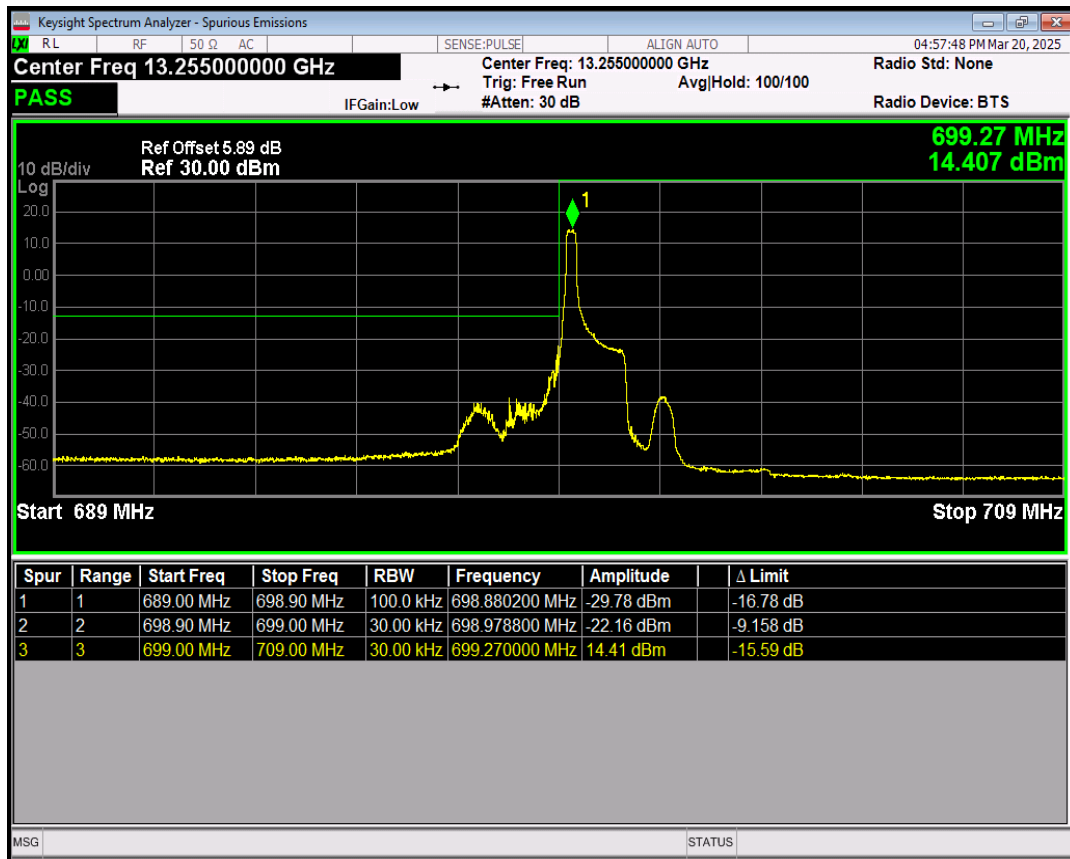 Keysight Spectrum Analyzer - Spurious Emissions
LXI RL RF 50 Ω AC SENSE:PULSE ALIGN AUTO 04:57:48 PM Mar 20, 2025
Center Freq 13.255000000 GHz Center Freq: 13.255000000 GHz Radio Std: None
Trig: Free Run Avg|Hold: 100/100
PASS IFGain:Low #Atten: 30 dB Radio Device: BTS
699.27 MHz
Ref Offset 5.89 dB
10 dB/div Ref 30.00 dBm 14.407 dBm
Log
1
20.0
10.0
0.00
-10.0
-20.0
-30.0
-40.0
-50.0
-60.0
Start 689 MHz Stop 709 MHz
Spur Range Start Freq Stop Freq RBW Frequency Amplitude Δ Limit
1 1 689.00 MHz 698.90 MHz 100.0 kHz 698.880200 MHz -29.78 dBm -16.78 dB
2 2 698.90 MHz 699.00 MHz 30.00 kHz 698.978800 MHz -22.16 dBm -9.158 dB
3 3 699.00 MHz 709.00 MHz 30.00 kHz 699.270000 MHz 14.41 dBm -15.59 dB
MSG STATUS